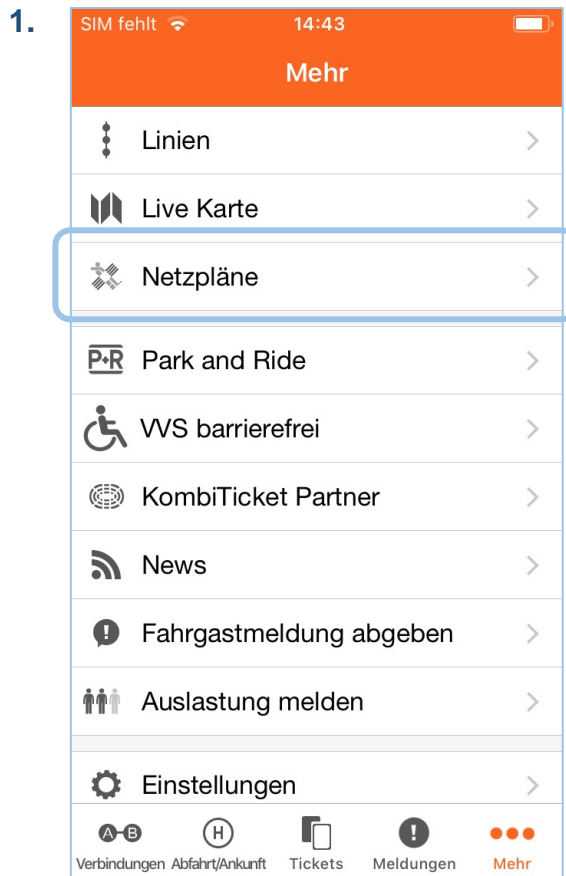 1.
SIM fehlt 14:43
Mehr
Linien
Live Karte
Netzpläne
P+R Park and Ride
VVS barrierefrei
KombiTicket Partner
News
Fahrgastmeldung abgeben
Auslastung melden
Einstellungen
A B H
Verbindungen Abfahrt/Ankunft Tickets Meldungen Mehr